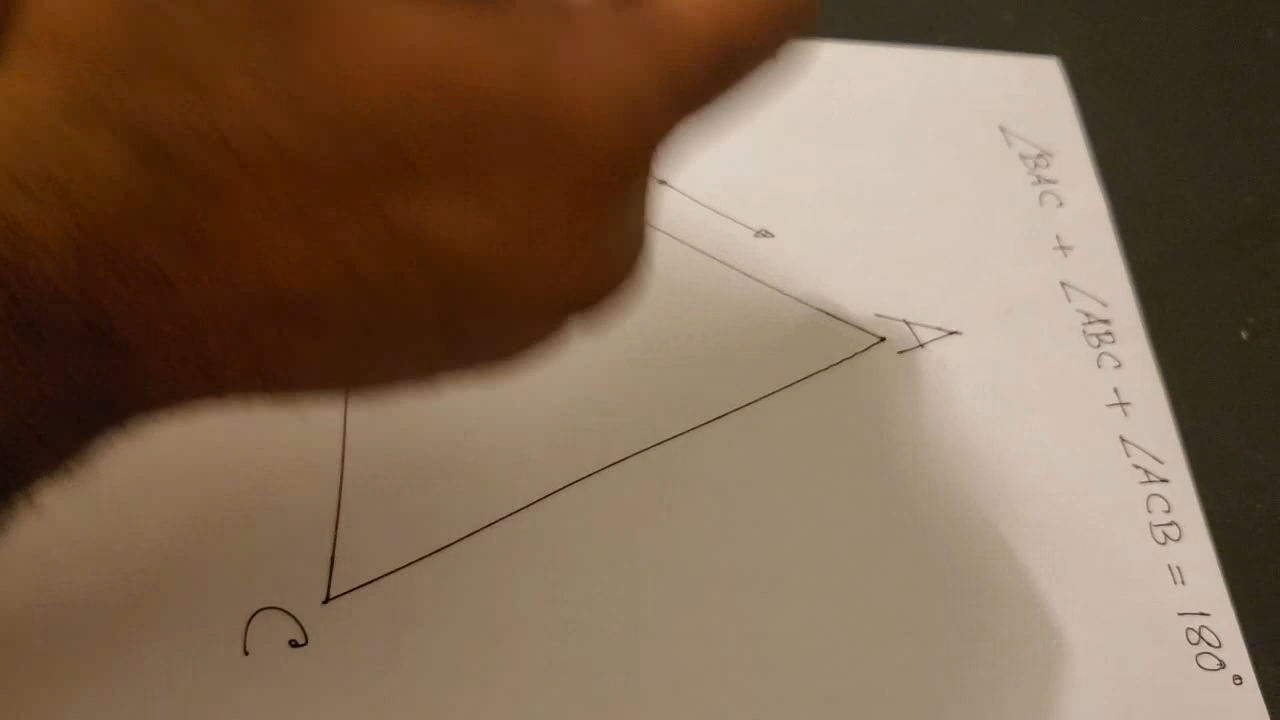 ∠BAC + ∠ABC + ∠ACB = 180°
A
C